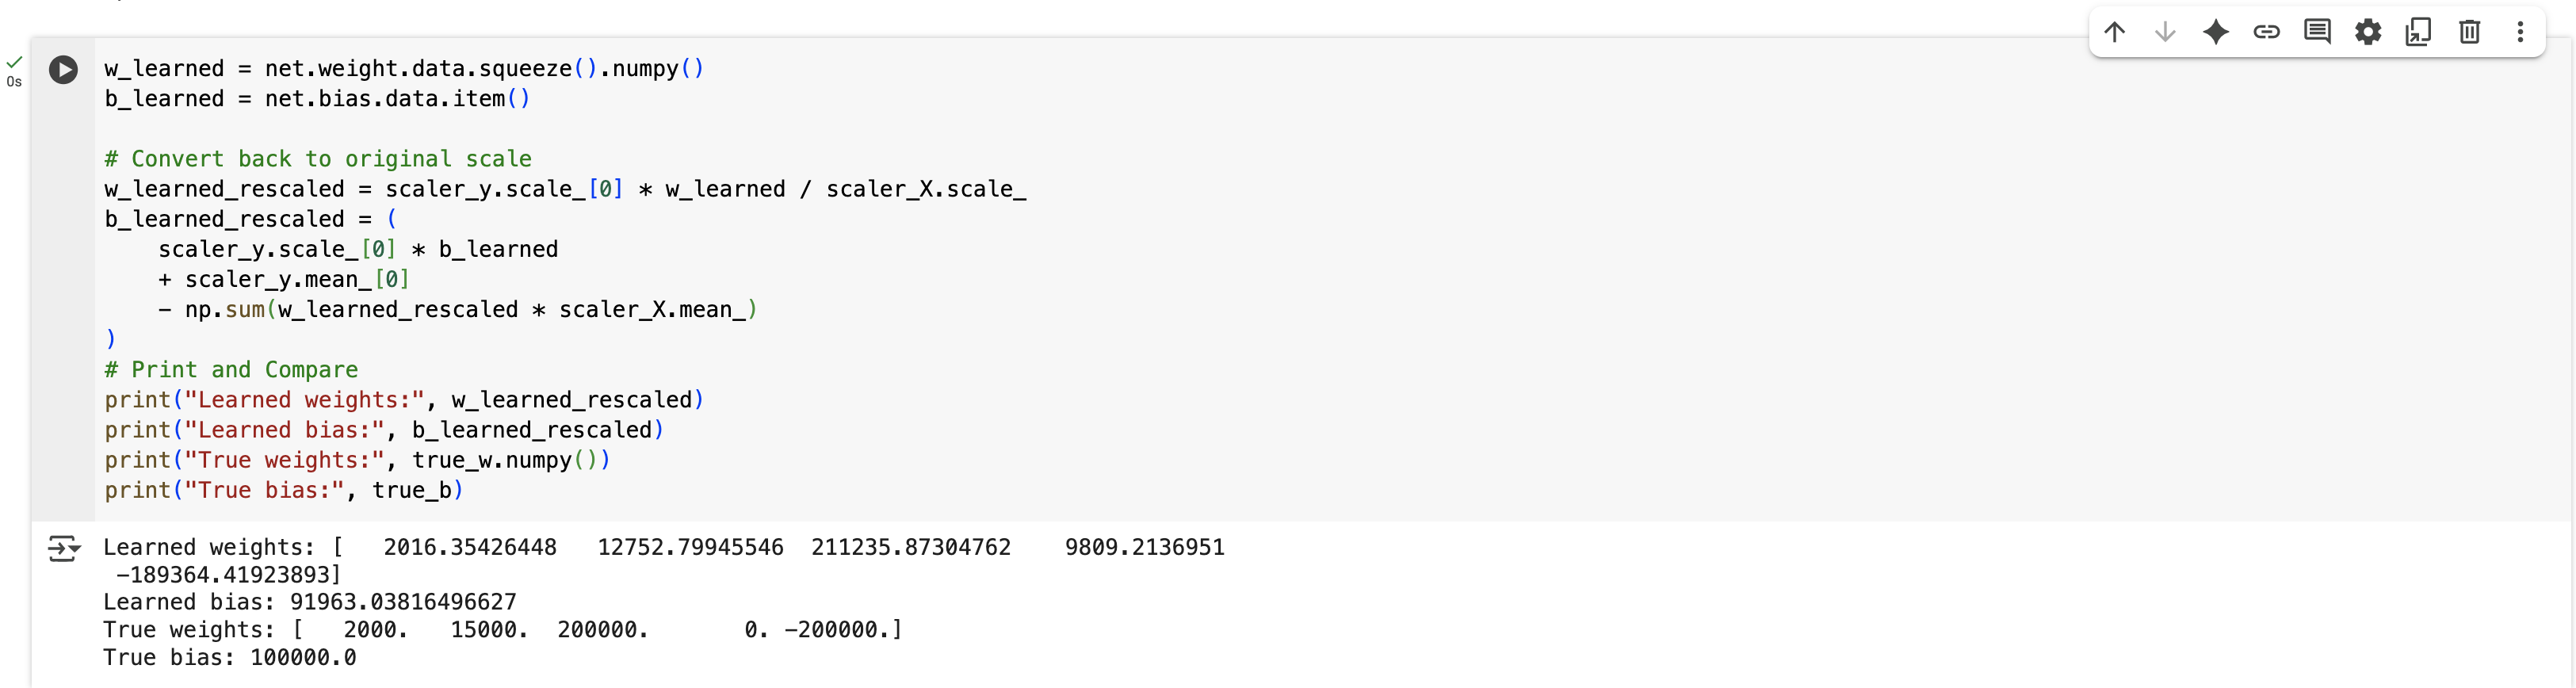 0s
w_learned = net.weight.data.squeeze().numpy()
b_learned = net.bias.data.item()
# Convert back to original scale
w_learned_rescaled = scaler_y.scale_[0] * w_learned / scaler_X.scale_
b_learned_rescaled = (
    scaler_y.scale_[0] * b_learned
    + scaler_y.mean_[0]
    - np.sum(w_learned_rescaled * scaler_X.mean_)
)
# Print and Compare
print("Learned weights:", w_learned_rescaled)
print("Learned bias:", b_learned_rescaled)
print("True weights:", true_w.numpy())
print("True bias:", true_b)
Learned weights: [   2016.35426448   12752.79945546  211235.87304762    9809.2136951
 -189364.41923893]
Learned bias: 91963.03816496627
True weights: [   2000.   15000.  200000.       0. -200000.]
True bias: 100000.0